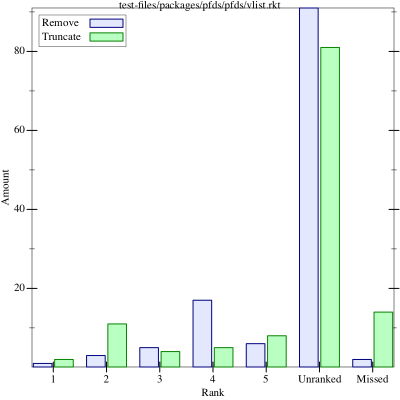 test-files/packages/pfds/pfds/vlist.rkt
Remove
Truncate
80
60
40
20
Amount
1 2 3 4 5 Unranked Missed
Rank